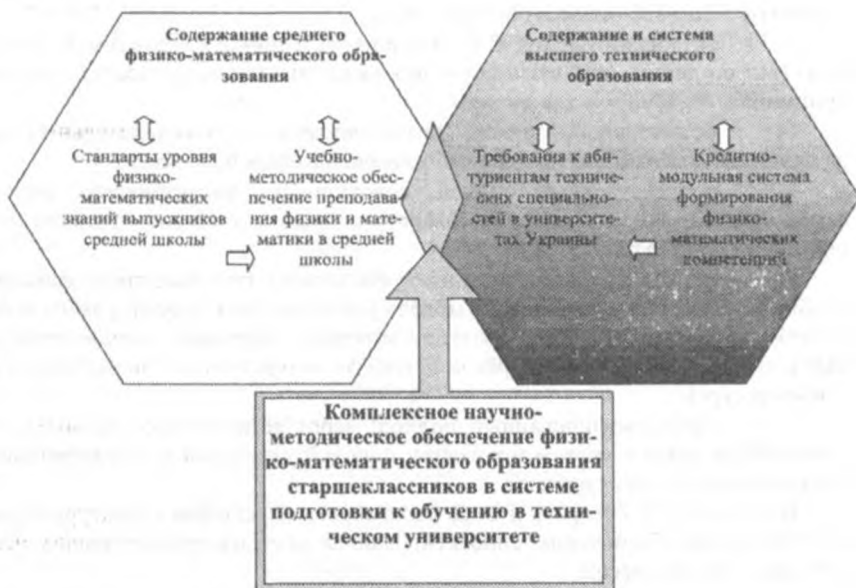 Содержание среднего
физико-математического обра-
зования
Стандарты уровня
физико-
математических
знаний выпускников
средней школы
Учебно-
методическое обес-
печение преподава-
ния физики и мате-
матики в средней
школы
Содержание и система
высшего технического
образования
Требования к аби-
туриентам техниче-
ских специально-
стей в университе-
тах Украины
Кредитно-
модульная система
формирования
физико-
математических
компетенций
Комплексное научно-
методическое обеспечение физи-
ко-математического образования
старшеклассников в системе
подготовки к обучению в техни-
ческом университете